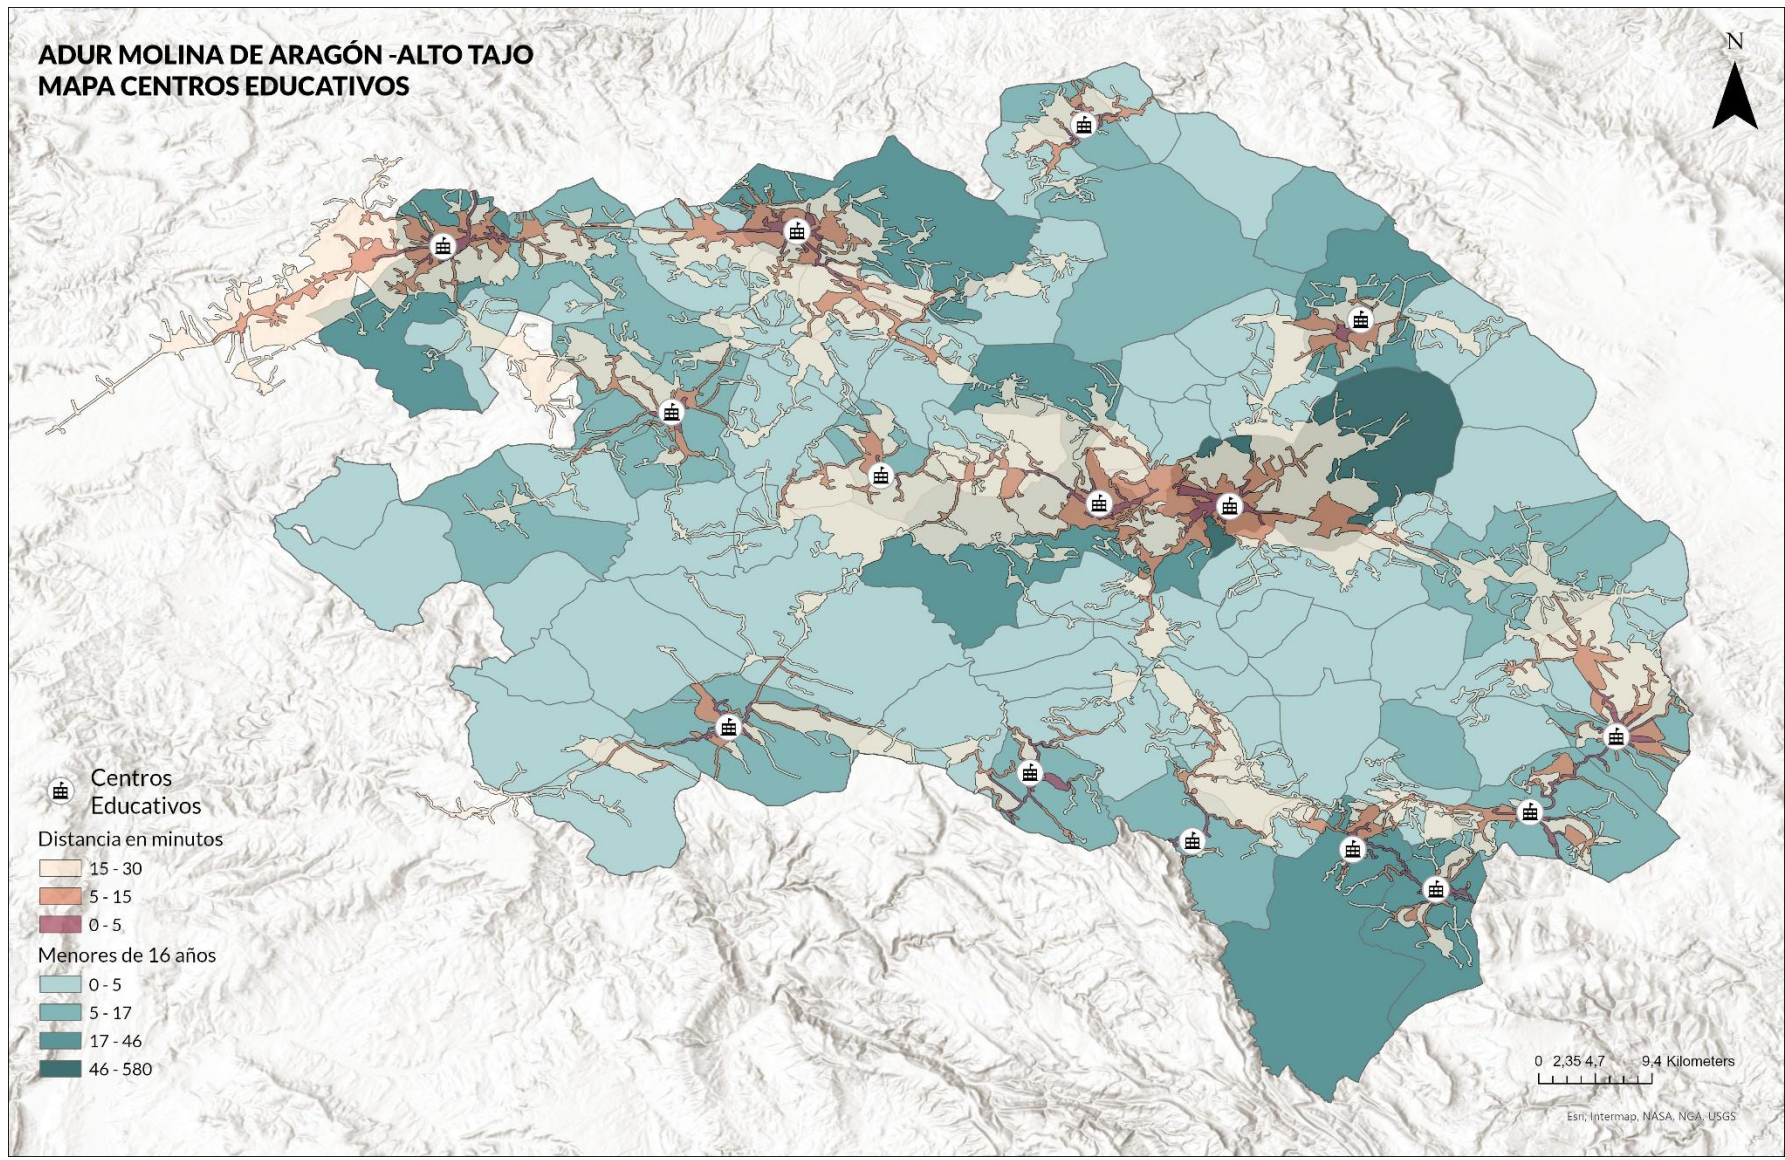 ADUR MOLINA DE ARAGÓN -ALTO TAJO
MAPA CENTROS EDUCATIVOS
N
Centros
Educativos
Distancia en minutos
15 - 30
5 - 15
0 - 5
Menores de 16 años
0 - 5
5 - 17
17 - 46
46 - 580
0 2,35 4,7 9,4 Kilometers
Esri, Intermap, NASA, NGA, USGS